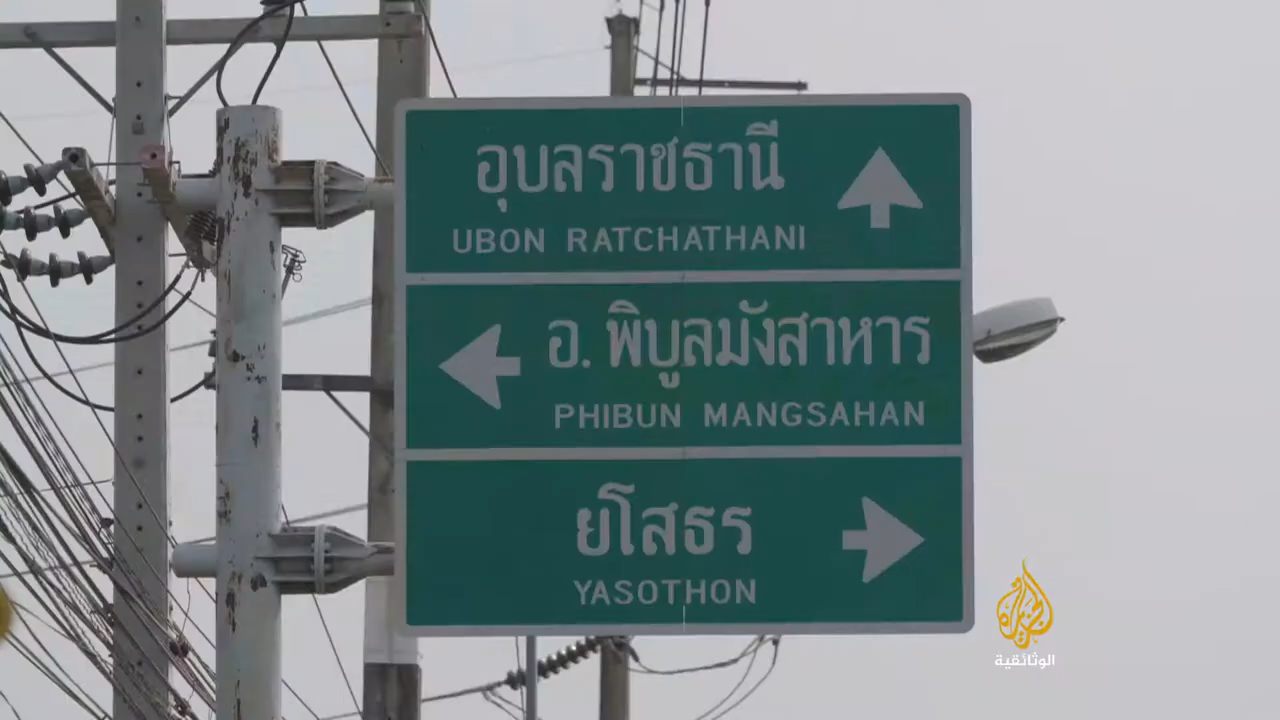 อุบลราชธานี
UBON RATCHATHANI
อ. พิบูลมังสาหาร
PHIBUN MANGSAHAN
ยโสธร
YASOTHON
الجزيرة
الوثائقية